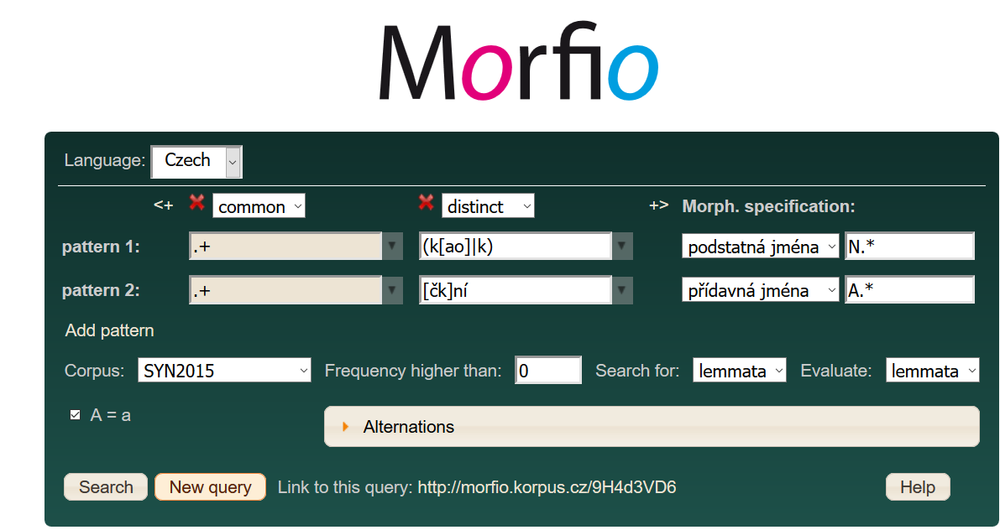 Morfio
Language: Czech
<+ common distinct +> Morph. specification:
pattern 1: .+ (k[ao]|k) podstatná jména N.*
pattern 2: .+ [čk]ní přídavná jména A.*
Add pattern
Corpus: SYN2015 Frequency higher than: 0 Search for: lemmata Evaluate: lemmata
A = a Alternations
Search New query Link to this query: http://morfio.korpus.cz/9H4d3VD6 Help